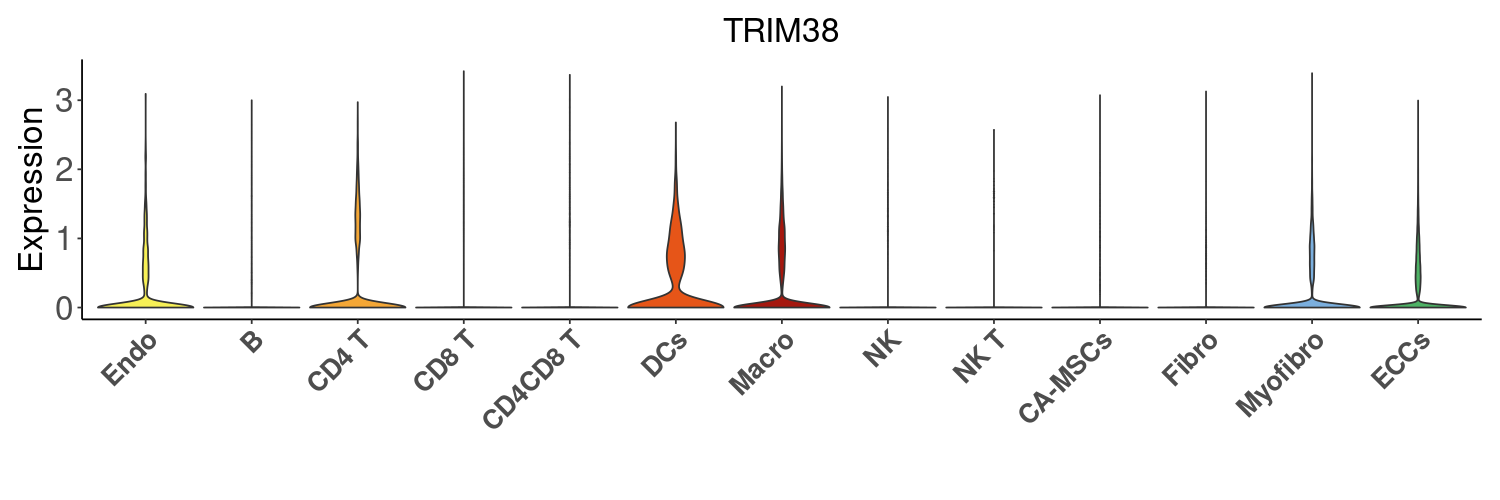 TRIM38
Expression
3
2
1
0
Endo
B
CD4 T
CD8 T
CD4CD8 T
DCs
Macro
NK
NK T
CA-MSCs
Fibro
Myofibro
ECCs